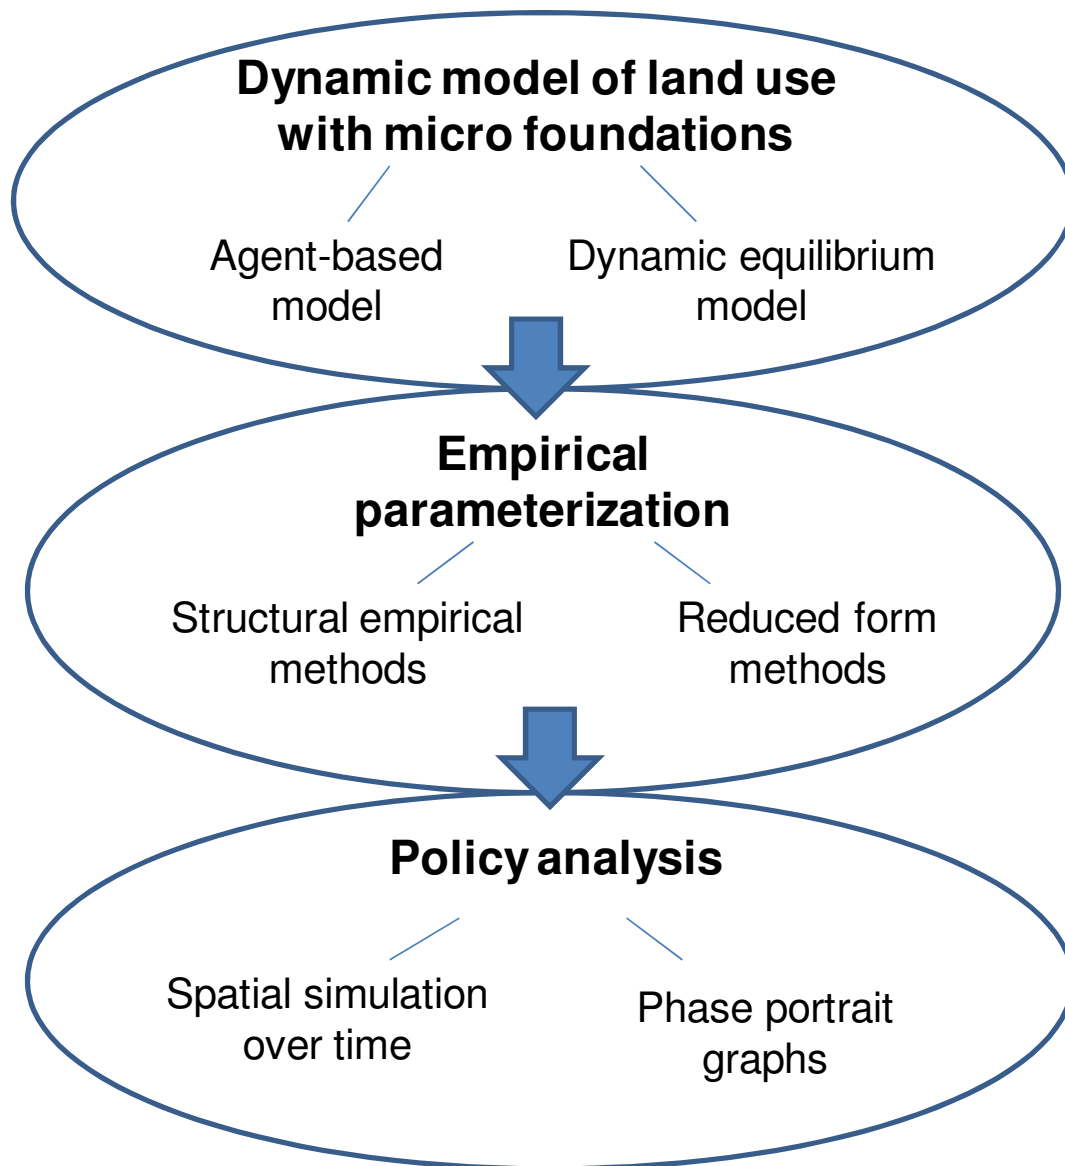 Dynamic model of land use
with micro foundations
Agent-based
model
Dynamic equilibrium
model
Empirical
parameterization
Structural empirical
methods
Reduced form
methods
Policy analysis
Spatial simulation
over time
Phase portrait
graphs